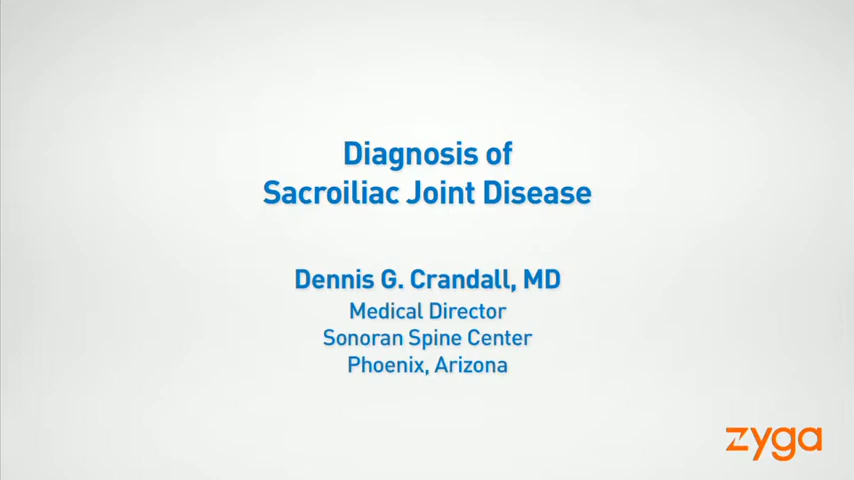 Diagnosis of
Sacroiliac Joint Disease
Dennis G. Crandall, MD
Medical Director
Sonoran Spine Center
Phoenix, Arizona
zyga